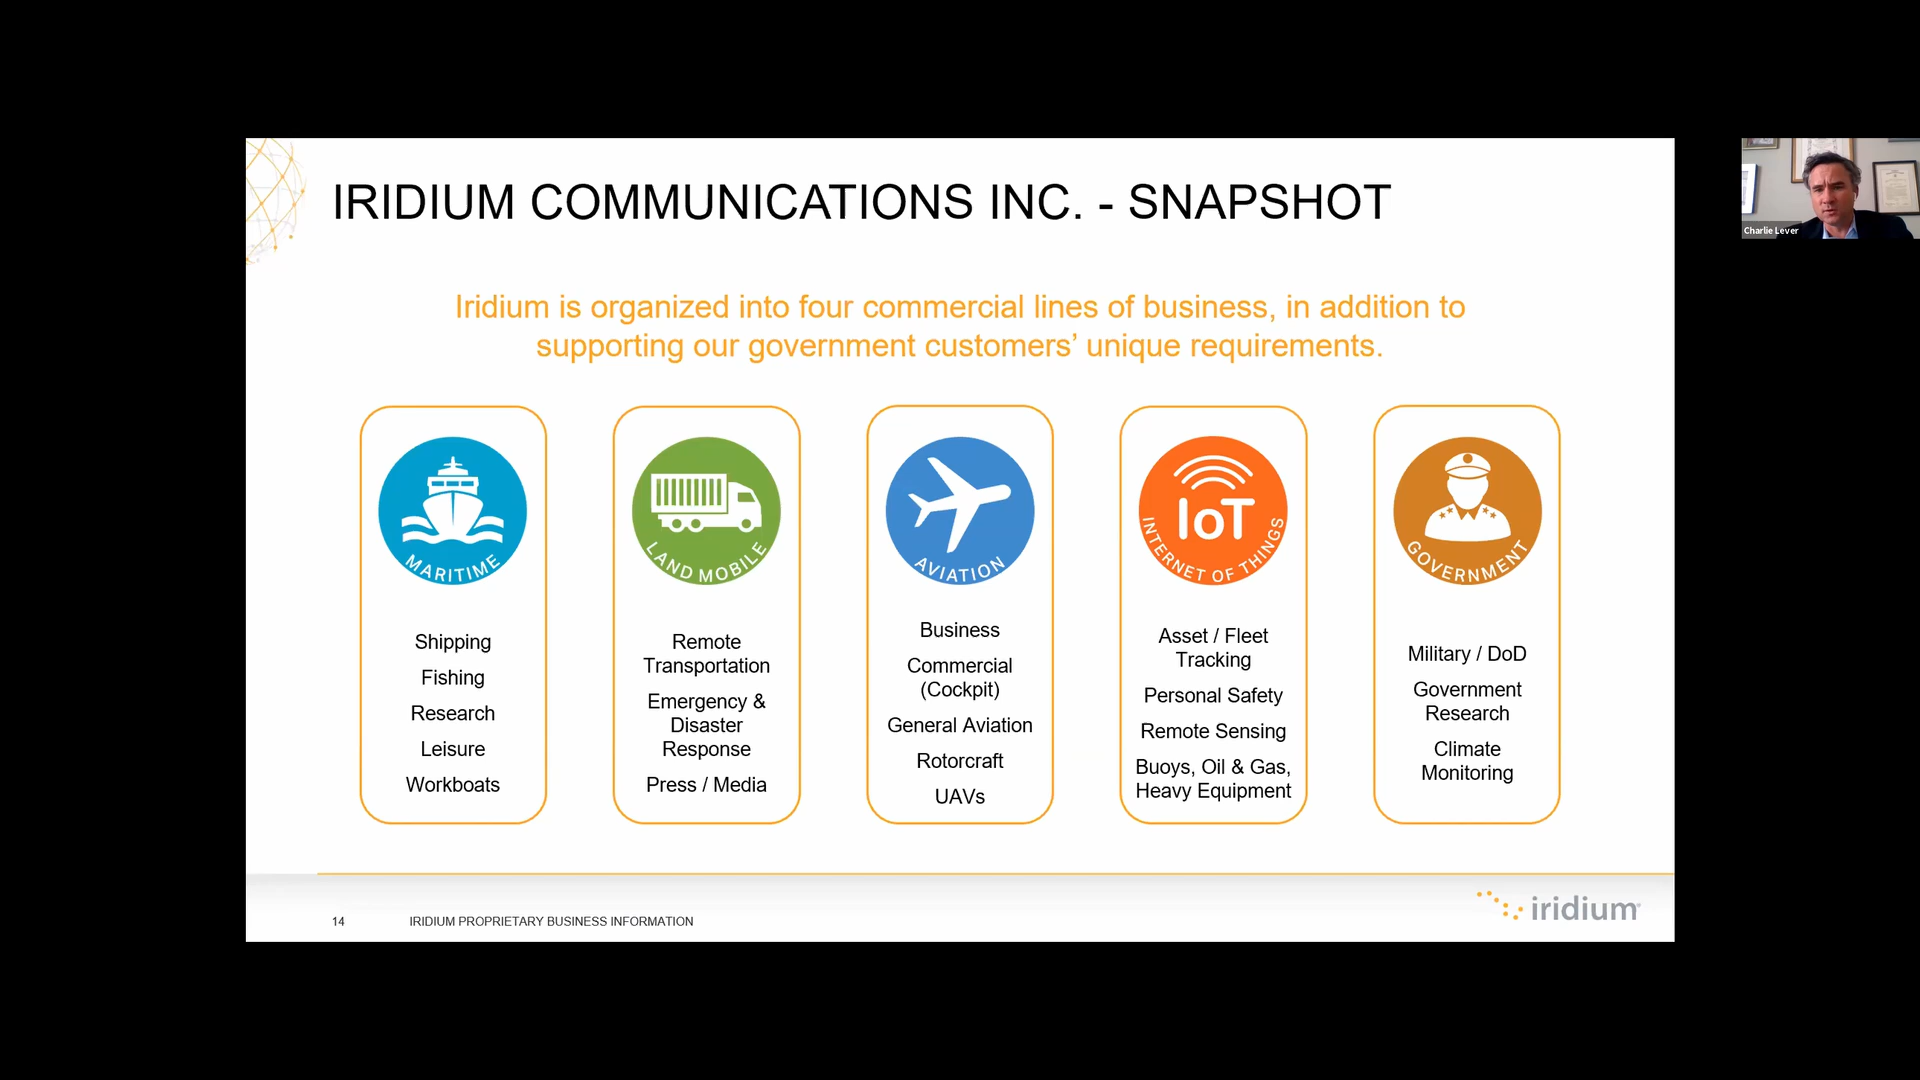 IRIDIUM COMMUNICATIONS INC. - SNAPSHOT
Charlie Lever
Iridium is organized into four commercial lines of business, in addition to
supporting our government customers’ unique requirements.
MARITIME
Shipping
Fishing
Research
Leisure
Workboats
LAND MOBILE
Remote
Transportation
Emergency &
Disaster
Response
Press / Media
AVIATION
Business
Commercial
(Cockpit)
General Aviation
Rotorcraft
UAVs
IoT
INTERNET OF THINGS
Asset / Fleet
Tracking
Personal Safety
Remote Sensing
Buoys, Oil & Gas,
Heavy Equipment
GOVERNMENT
Military / DoD
Government
Research
Climate
Monitoring
14
IRIDIUM PROPRIETARY BUSINESS INFORMATION
iridium